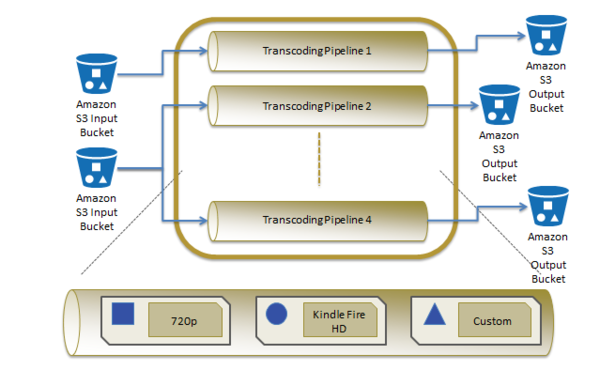 Transcoding Pipeline 1
Amazon
S3 Input
Bucket
Amazon
S3
Output
Bucket
Transcoding Pipeline 2
Amazon
S3
Output
Bucket
Amazon
S3 Input
Bucket
Transcoding Pipeline 4
Amazon
S3
Output
Bucket
720p
Kindle Fire
HD
Custom